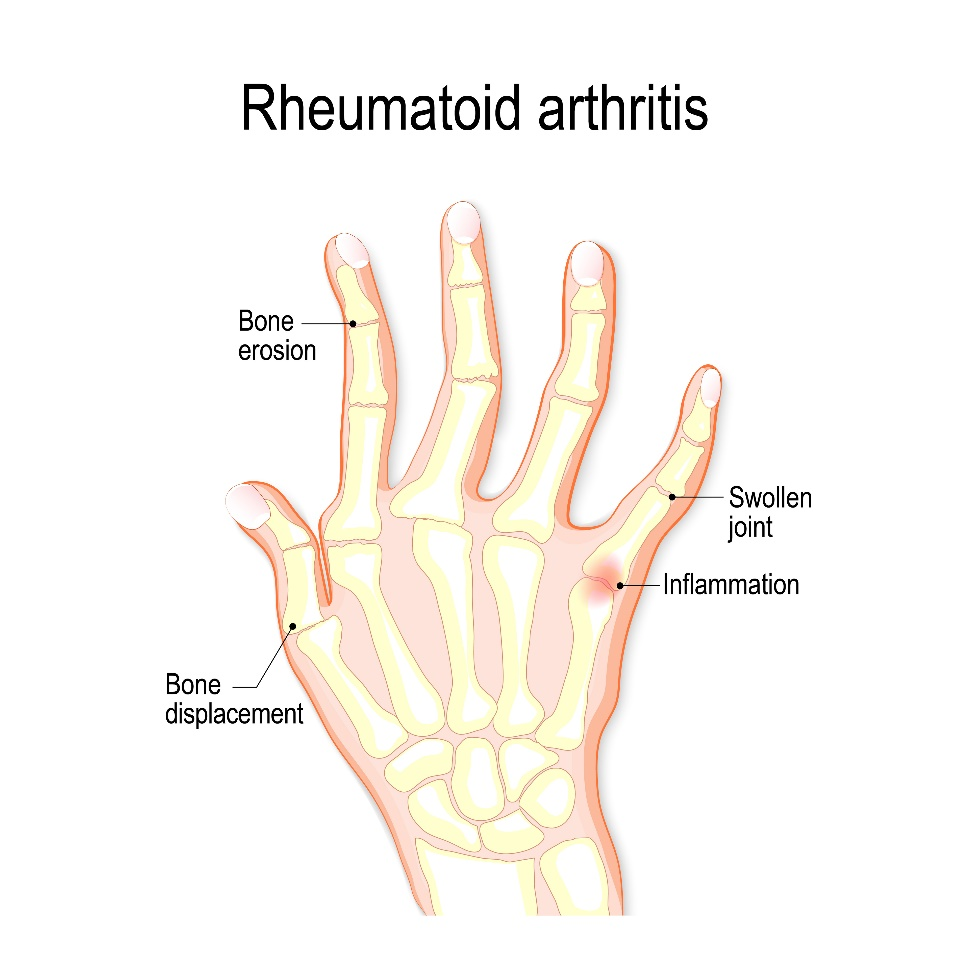 Rheumatoid arthritis
Bone
erosion
Swollen
joint
Inflammation
Bone
displacement